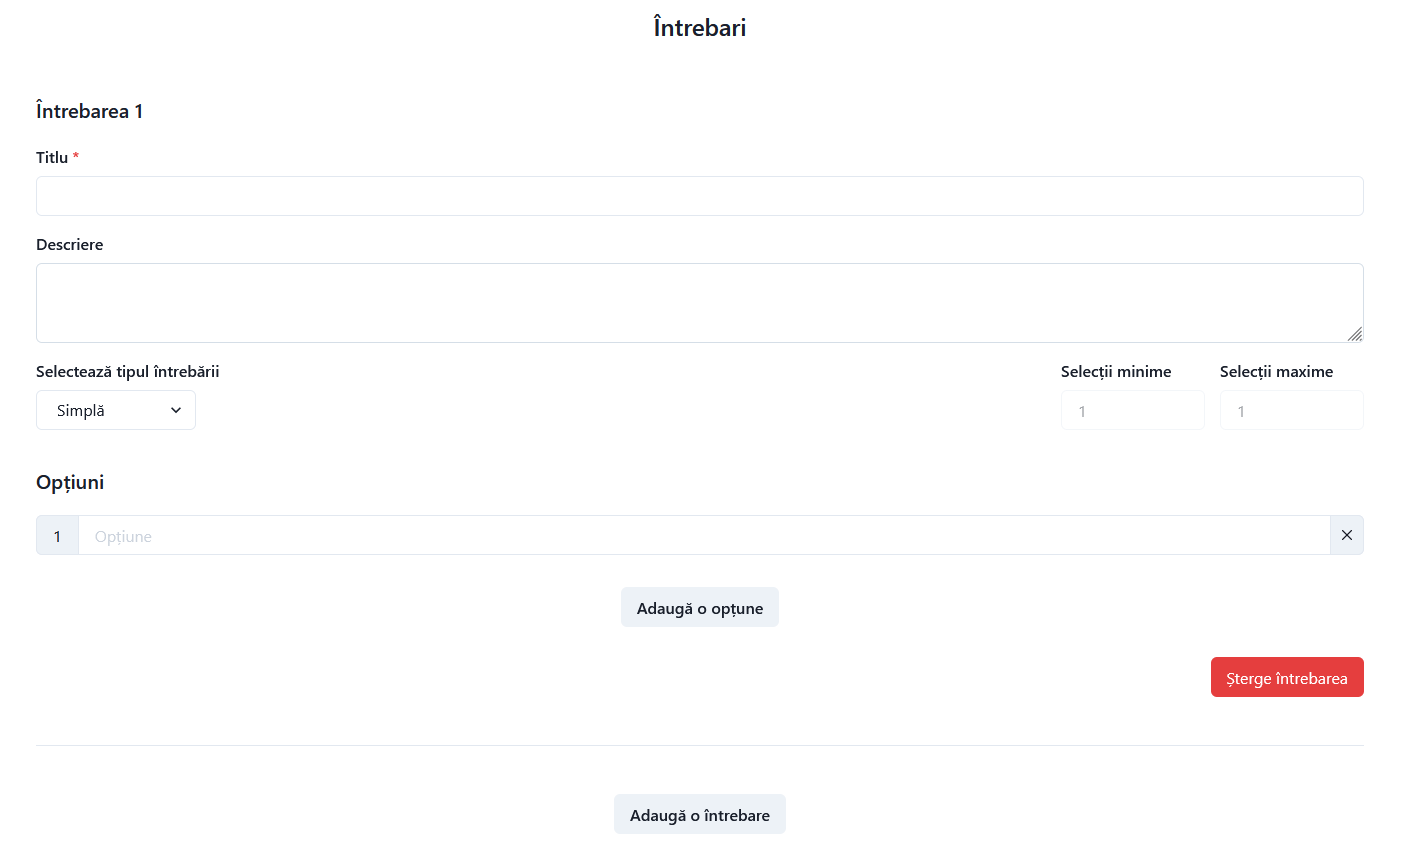 Întrebari
Întrebarea 1
Titlu *
Descriere
Selectează tipul întrebării
Selecții minime
Selecții maxime
Simplă
1
1
Opțiuni
1
Opțiune
Adaugă o opțune
Șterge întrebarea
Adaugă o întrebare